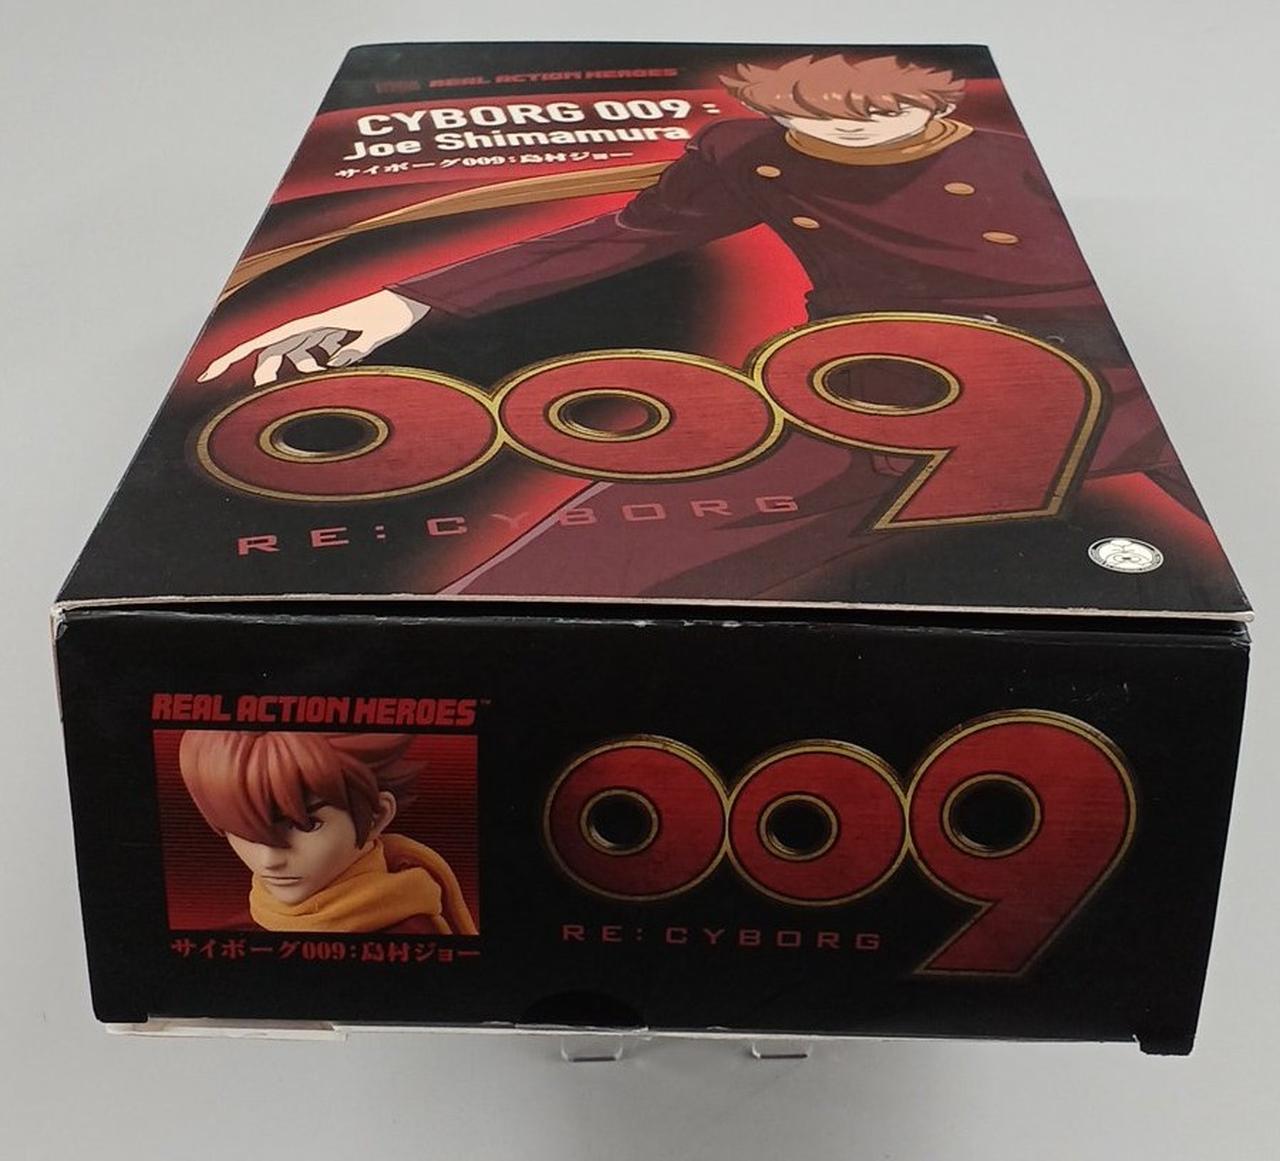 REAL ACTION HEROES
CYBORG 009:
Joe Shimamura
サイボーグ009:島村ジョー
009
RE: CYBORG
REAL ACTION HEROES™
009
RE: CYBORG
サイボーグ009:島村ジョー